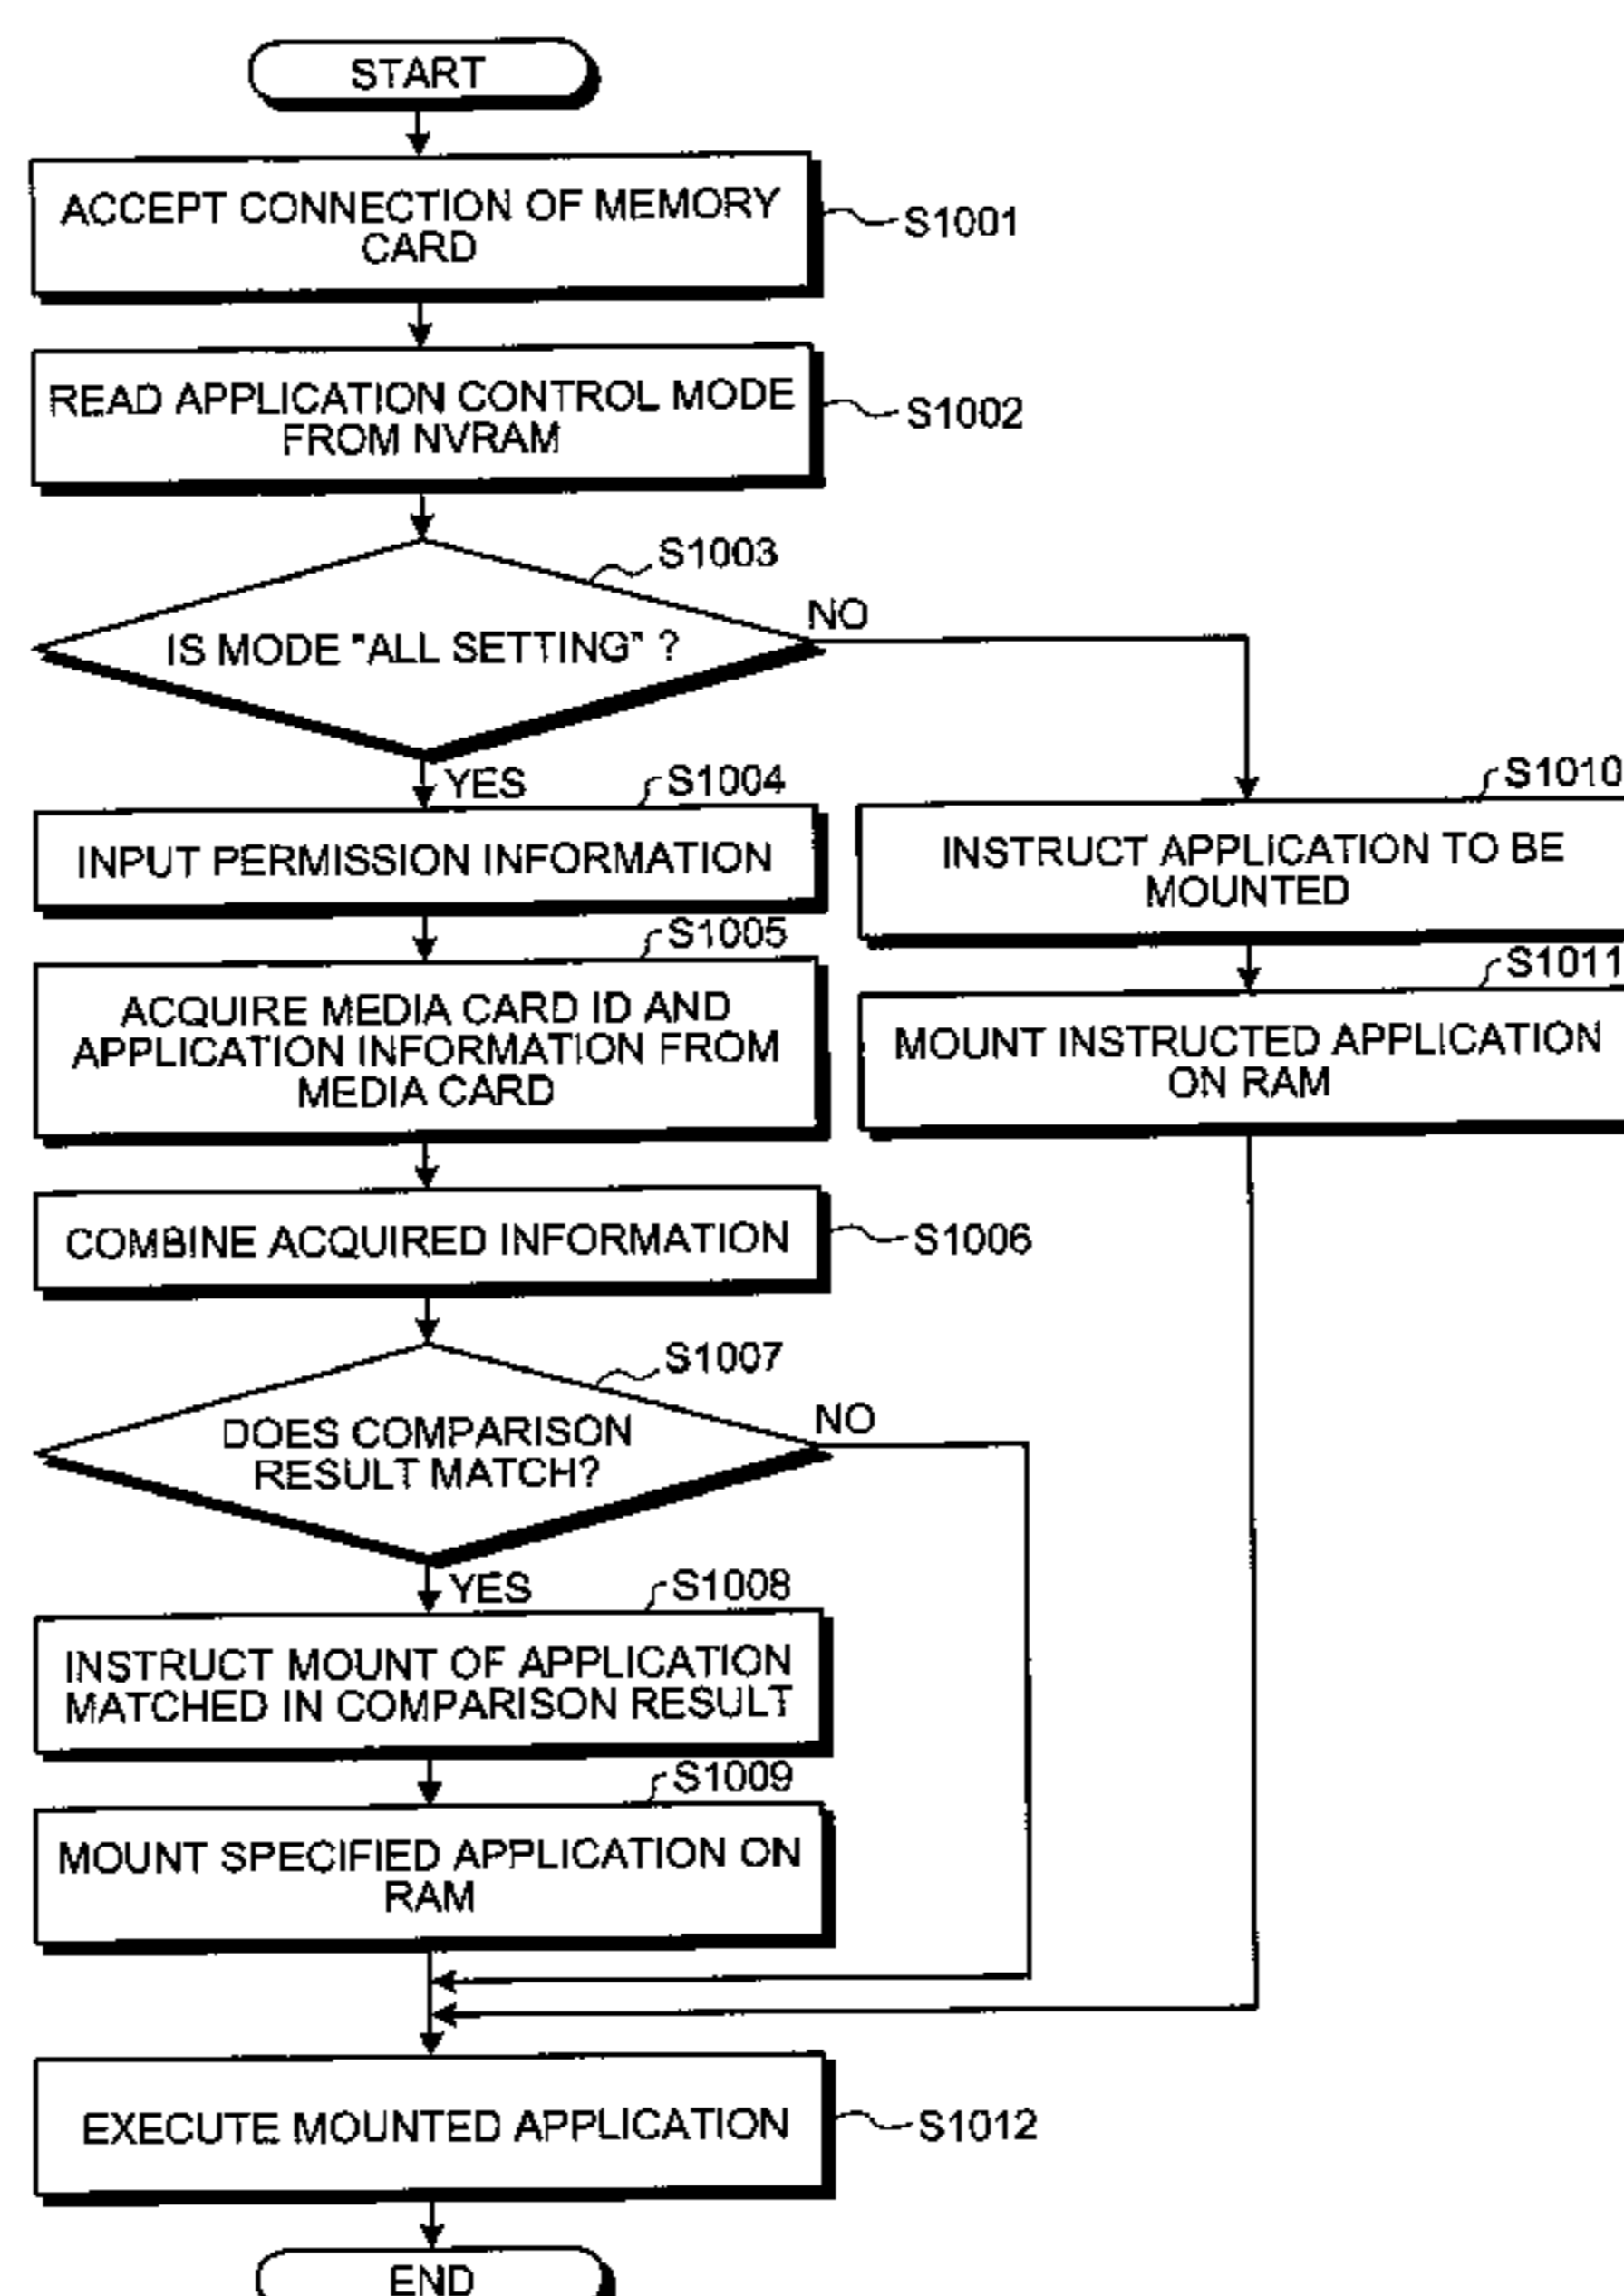 START
ACCEPT CONNECTION OF MEMORY
CARD
S1001
READ APPLICATION CONTROL MODE
FROM NVRAM
S1002
S1003
IS MODE "ALL SETTING" ?
NO
YES
S1004
INPUT PERMISSION INFORMATION
S1010
INSTRUCT APPLICATION TO BE
MOUNTED
S1005
ACQUIRE MEDIA CARD ID AND
APPLICATION INFORMATION FROM
MEDIA CARD
S1011
MOUNT INSTRUCTED APPLICATION
ON RAM
COMBINE ACQUIRED INFORMATION
S1006
S1007
DOES COMPARISON
RESULT MATCH?
NO
YES
S1008
INSTRUCT MOUNT OF APPLICATION
MATCHED IN COMPARISON RESULT
S1009
MOUNT SPECIFIED APPLICATION ON
RAM
EXECUTE MOUNTED APPLICATION
S1012
END